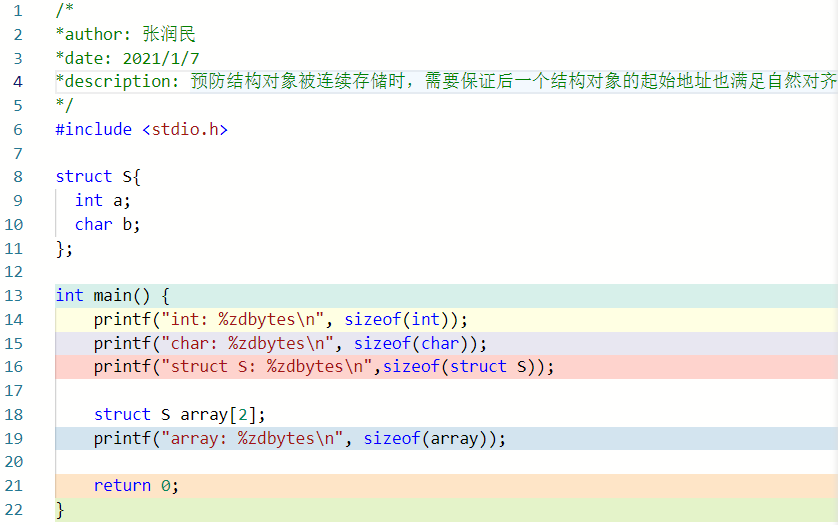 1 /*
2 *author: 张润民
3 *date: 2021/1/7
4 *description: 预防结构对象被连续存储时，需要保证后一个结构对象的起始地址也满足自然对齐
5 */
6 #include <stdio.h>
7
8 struct S{
9   int a;
10   char b;
11 };
12
13 int main() {
14     printf("int: %zdbytes\n", sizeof(int));
15     printf("char: %zdbytes\n", sizeof(char));
16     printf("struct S: %zdbytes\n",sizeof(struct S));
17
18     struct S array[2];
19     printf("array: %zdbytes\n", sizeof(array));
20
21     return 0;
22 }